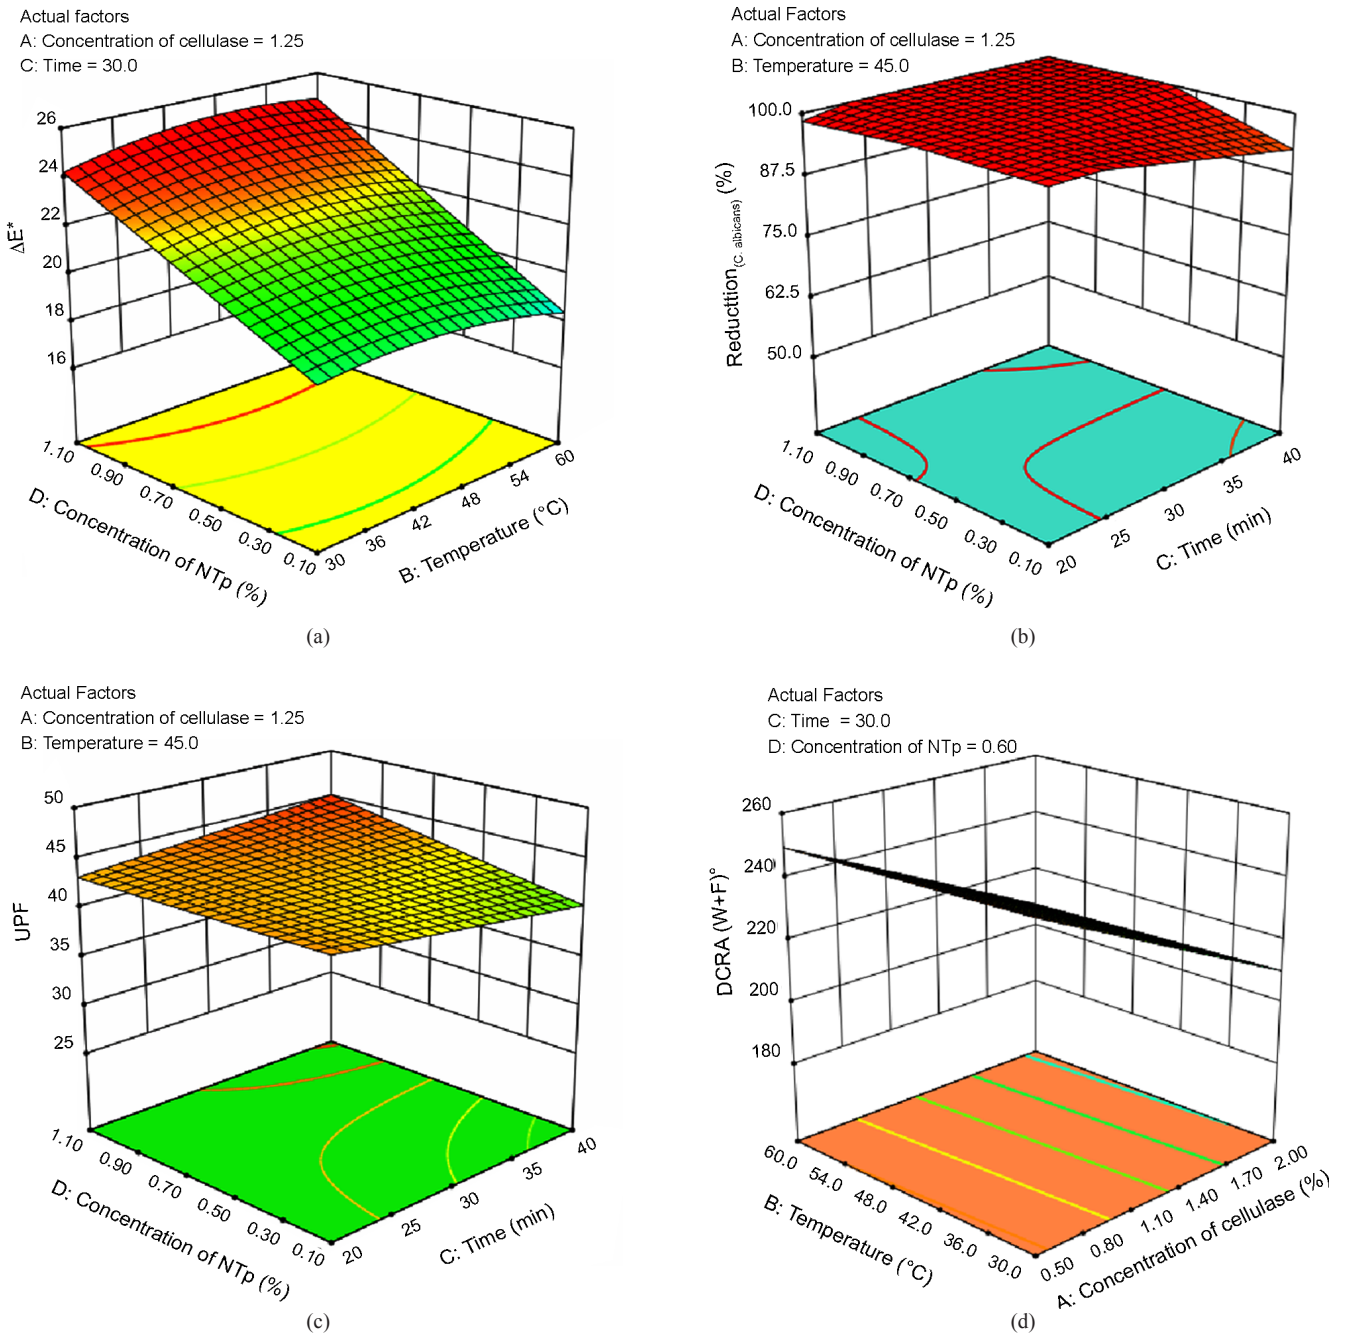 Actual factors
A: Concentration of cellulase = 1.25
C: Time = 30.0
26
24
22
20
18
16
ΔE*
1.10
0.90
0.70
0.50
0.30
0.10
D: Concentration of NTp (%)
30
36
42
48
54
60
B: Temperature (°C)
(a)
Actual Factors
A: Concentration of cellulase = 1.25
B: Temperature = 45.0
100.0
87.5
75.0
62.5
50.0
Reducttion(C. albicans) (%)
1.10
0.90
0.70
0.50
0.30
0.10
D: Concentration of NTp (%)
20
25
30
35
40
C: Time (min)
(b)
Actual Factors
A: Concentration of cellulase = 1.25
B: Temperature = 45.0
50
45
40
35
30
25
UPF
1.10
0.90
0.70
0.50
0.30
0.10
D: Concentration of NTp (%)
20
25
30
35
40
C: Time (min)
(c)
Actual Factors
C: Time = 30.0
D: Concentration of NTp = 0.60
260
240
220
200
180
DCRA (W+F)°
60.0
54.0
48.0
42.0
36.0
30.0
B: Temperature (°C)
0.50
0.80
1.10
1.40
1.70
2.00
A: Concentration of cellulase (%)
(d)